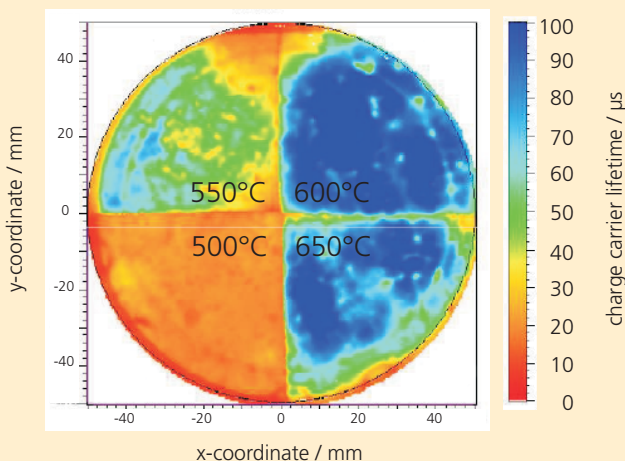 y-coordinate / mm
40
20
0
-20
-40
550°C 600°C
500°C 650°C
-40 -20 0 20 40
x-coordinate / mm
100
90
80
70
60
50
40
30
20
10
0
charge carrier lifetime / µs